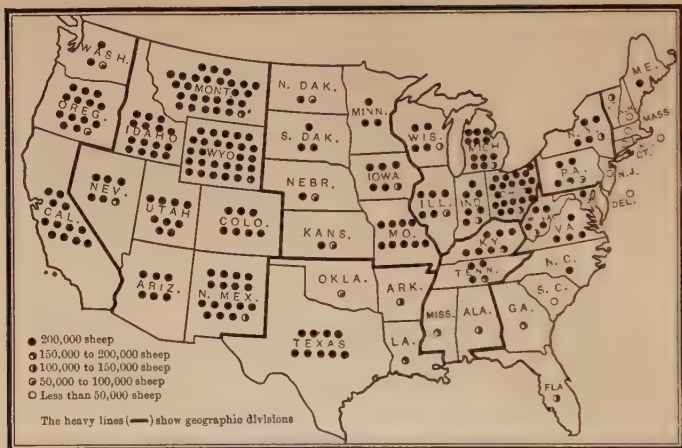 WASH.
OREG.
CAL.
NEV.
IDAHO
MONT.
WYO.
UTAH
COLO.
ARIZ.
N. MEX.
N. DAK.
S. DAK.
NEBR.
KANS.
OKLA.
TEXAS
MINN.
IOWA
MO.
ARK.
LA.
WIS.
ILL.
MICH
IND.
KY.
TENN.
MISS.
ALA.
GA.
FLA
S. C.
N. C.
VA.
PA.
N. J.
DEL.
ME.
MASS
CT.
200,000 sheep
150,000 to 200,000 sheep
100,000 to 150,000 sheep
50,000 to 100,000 sheep
Less than 50,000 sheep
The heavy lines (━) show geographic divisions